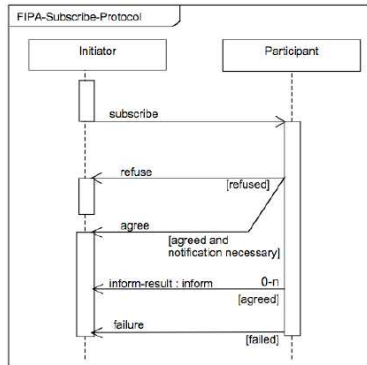 FIPA-Subscribe-Protocol
Initiator
Participant
subscribe
refuse
[refused]
agree
[agreed and
notification necessary]
inform-result : inform
0-n
[agreed]
failure
[failed]